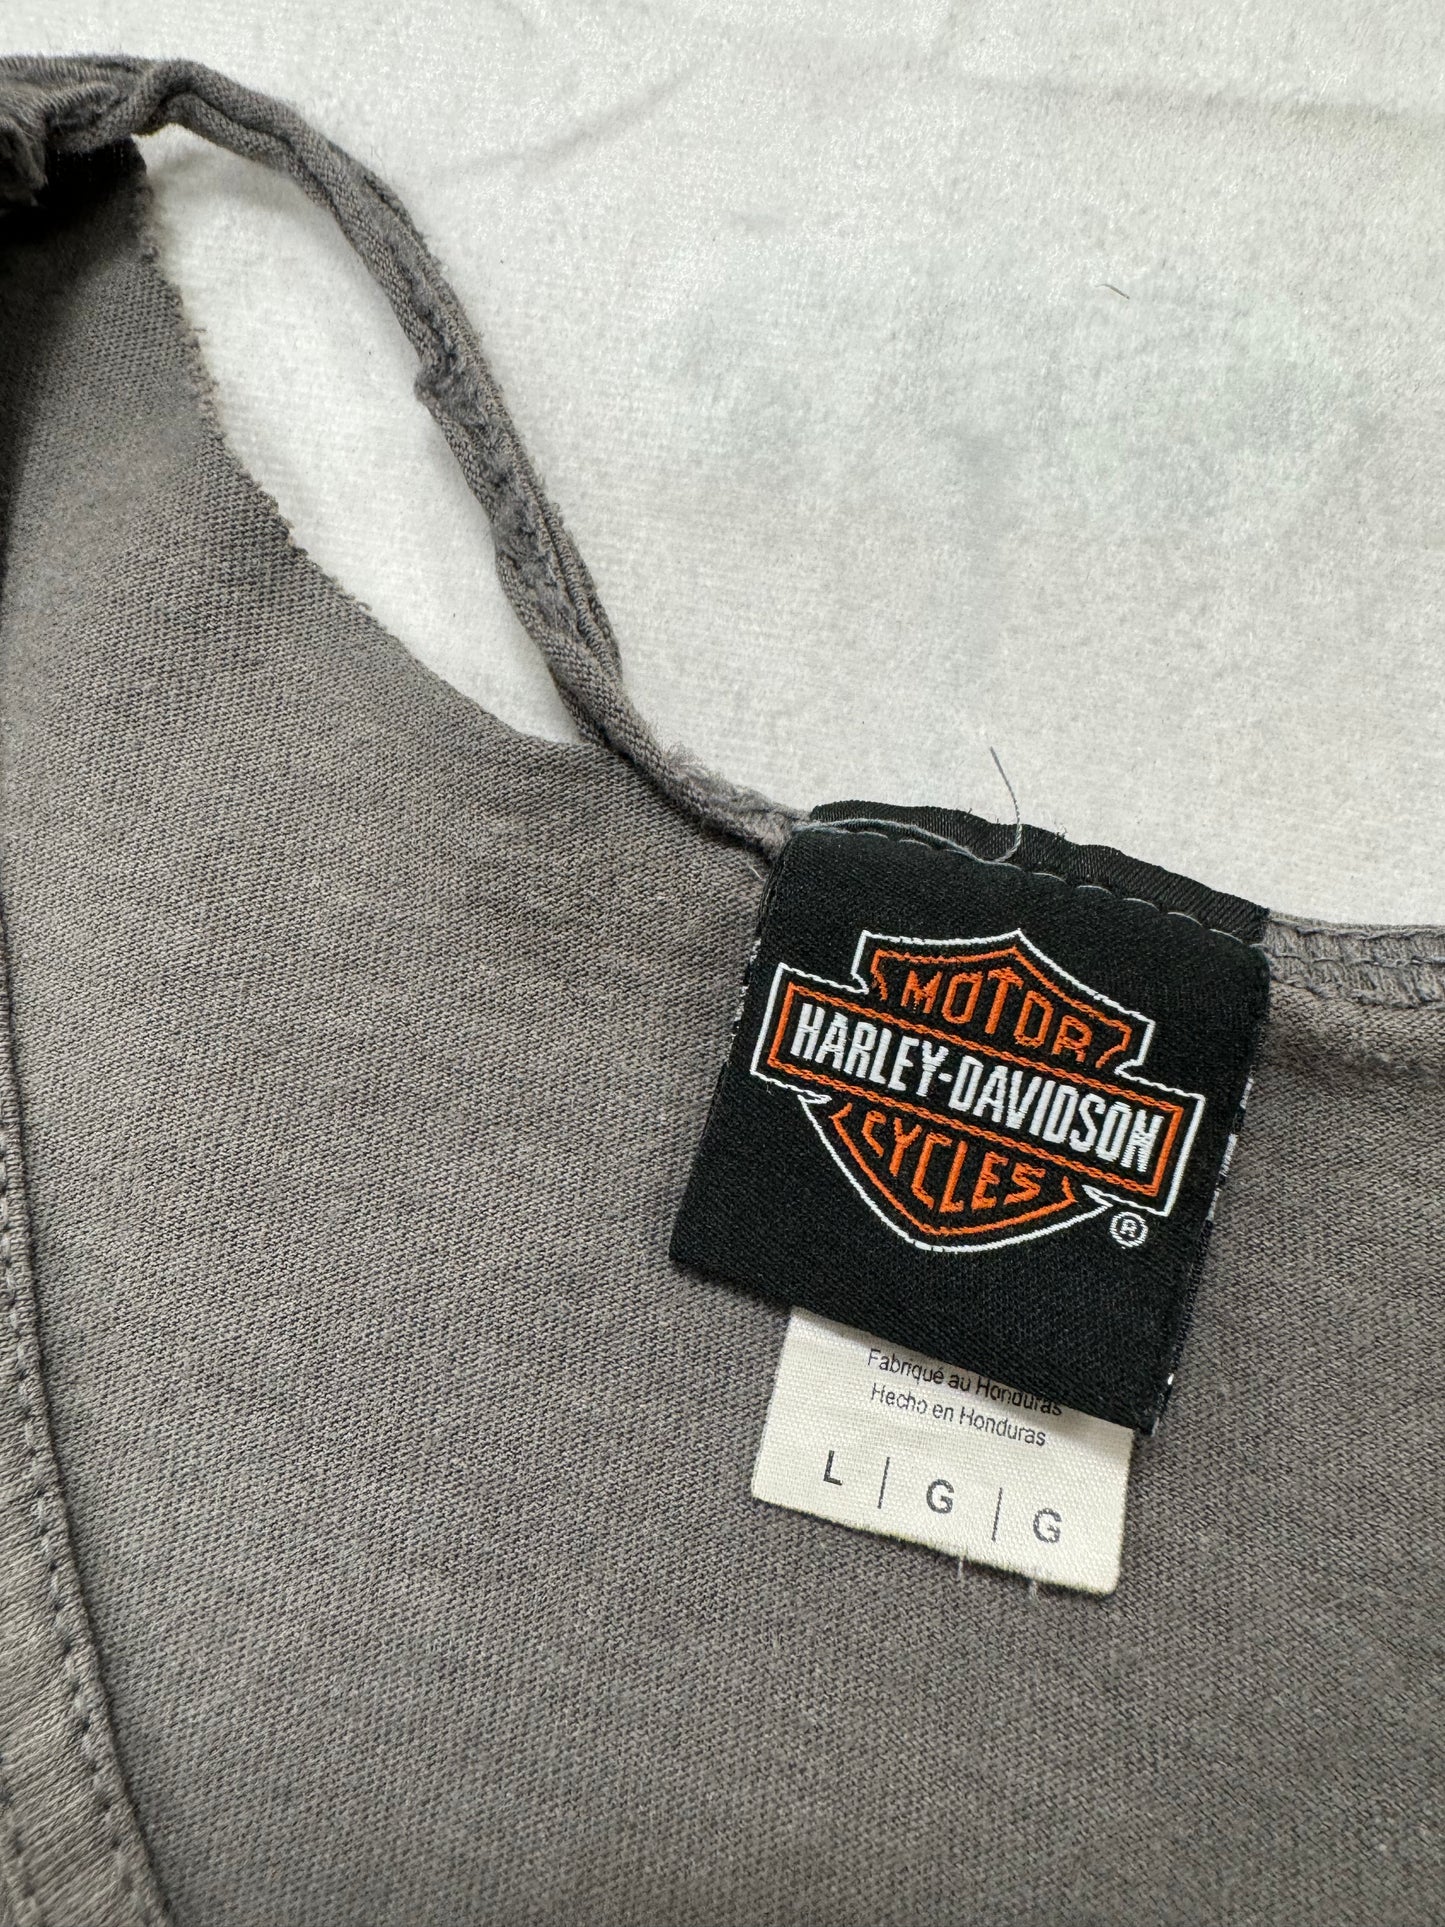 MOTOR
HARLEY-DAVIDSON
CYCLES
®
Fabriqué au Honduras
Hecho en Honduras
L | G | G